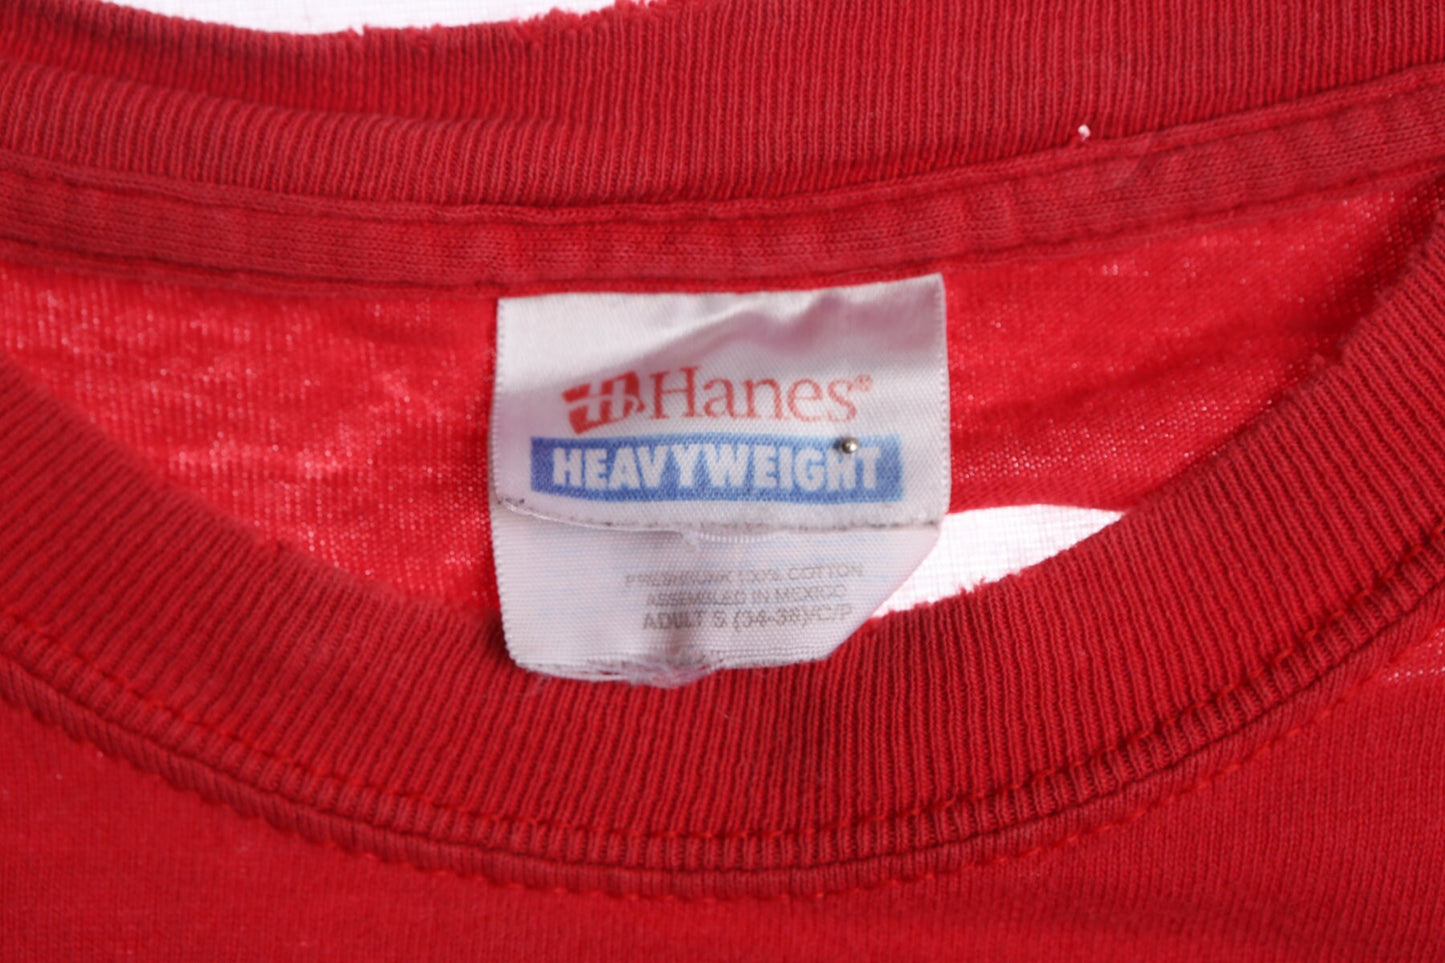 Hanes®
HEAVYWEIGHT
PRESHRUNK 100% COTTON
ASSEMBLED IN MEXICO
ADULT S (34-36)/C/P